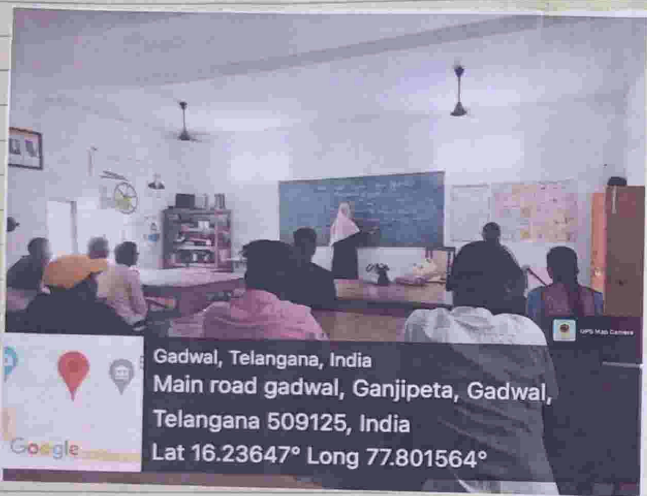 GPS Map Camera
Gadwal, Telangana, India
Main road gadwal, Ganjipeta, Gadwal,
Telangana 509125, India
Lat 16.23647° Long 77.801564°
Google